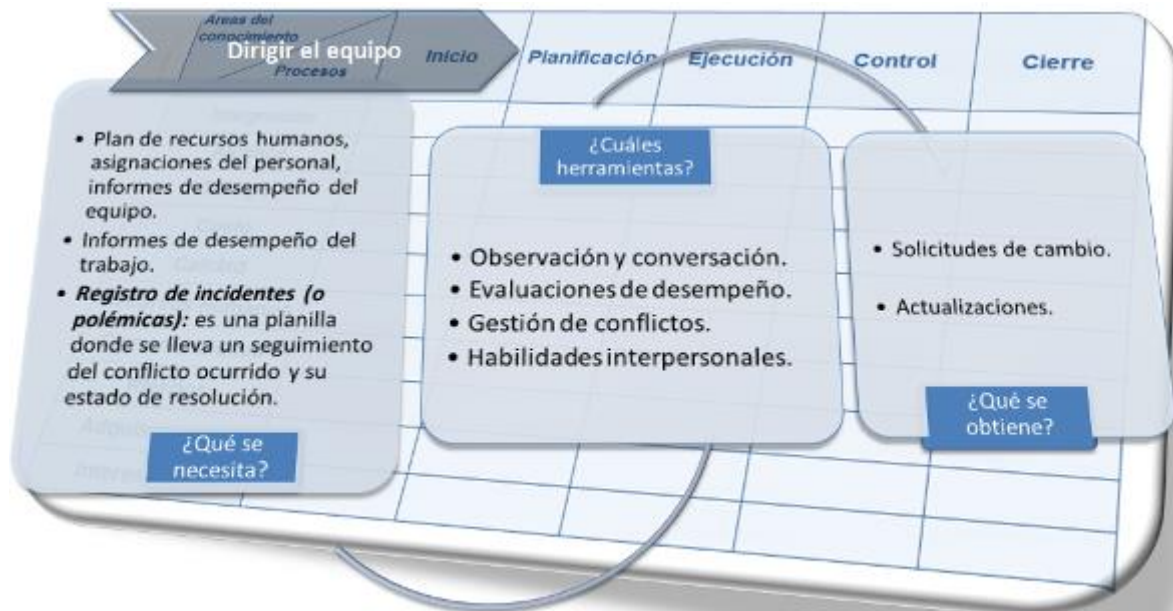 Áreas del
conocimiento
Procesos
Dirigir el equipo
Inicio
Planificación
Ejecución
Control
Cierre
• Plan de recursos humanos,
asignaciones del personal,
informes de desempeño del
equipo.
• Informes de desempeño del
trabajo.
• Registro de incidentes (o
polémicas): es una planilla
donde se lleva un seguimiento
del conflicto ocurrido y su
estado de resolución.
¿Qué se
necesita?
¿Cuáles
herramientas?
• Observación y conversación.
• Evaluaciones de desempeño.
• Gestión de conflictos.
• Habilidades interpersonales.
• Solicitudes de cambio.
• Actualizaciones.
¿Qué se
obtiene?